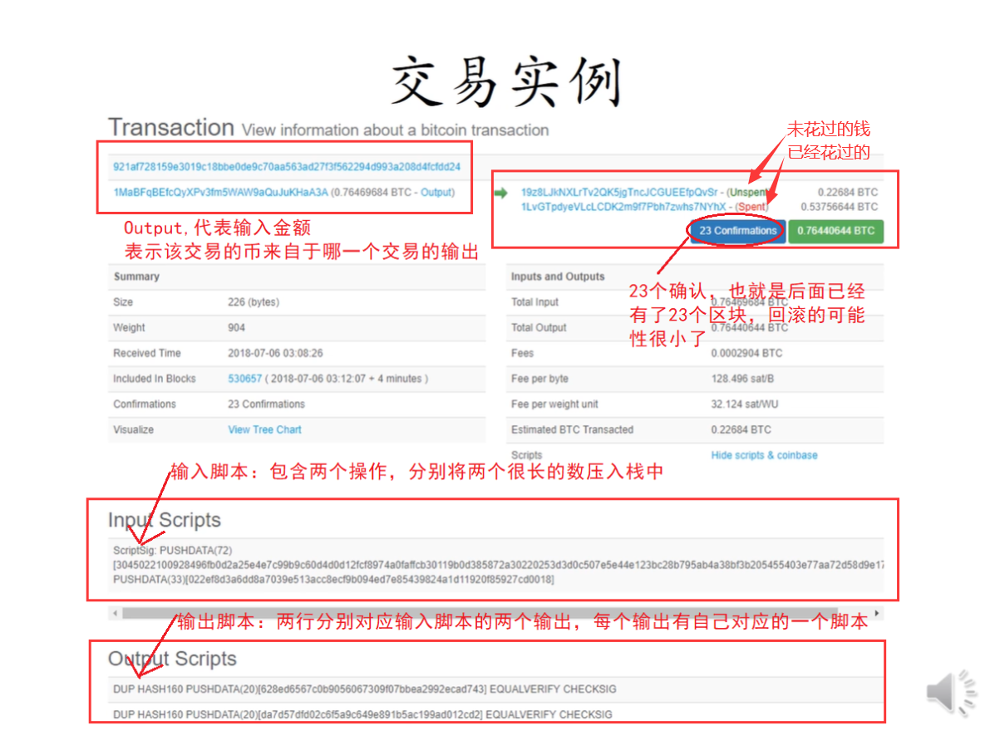 交易实例
Transaction View information about a bitcoin transaction
未花过的钱
已经花过的
921af728159e3019c18bbe0de9c70aa563ad27f3f562294d993a208d4fcfdd24
1MaBFqBEfcQyXPv3fm5WAW9aQuJuKHaA3A (0.76469684 BTC - Output)
19z8LJkNXLrTv2QK5jgTncJCGUEEfpQvSr - (Unspent) 0.22684 BTC
1LvGTpdyeVLcLCDK2m9f7Pbh7zwhs7NYhX - (Spent) 0.53756644 BTC
23 Confirmations 0.76440644 BTC
Output,代表输入金额
表示该交易的币来自于哪一个交易的输出
Summary
Size 226 (bytes)
Weight 904
Received Time 2018-07-06 03:08:26
Included In Blocks 530657 ( 2018-07-06 03:12:07 + 4 minutes )
Confirmations 23 Confirmations
Visualize View Tree Chart
Inputs and Outputs
Total Input 0.76469684 BTC
Total Output 0.76440644 BTC
Fees 0.0002904 BTC
Fee per byte 128.496 sat/B
Fee per weight unit 32.124 sat/WU
Estimated BTC Transacted 0.22684 BTC
Scripts Hide scripts & coinbase
23个确认，也就是后面已经
有了23个区块，回滚的可能
性很小了
输入脚本：包含两个操作，分别将两个很长的数压入栈中
Input Scripts
ScriptSig: PUSHDATA(72)
[3045022100928496fb0d2a25e4e7c99b9c60d4d0d12fcf8974a0faffcb30119b0d385872a30220253d3d0c507e5e44e123bc28b795ab4a38bf3b205455403e77aa72d58d9e17
PUSHDATA(33)[022ef8d3a6dd8a7039e513acc8ecf9b094ed7e85439824a1d11920f85927cd0018]
输出脚本：两行分别对应输入脚本的两个输出，每个输出有自己对应的一个脚本
Output Scripts
DUP HASH160 PUSHDATA(20)[628ed6567c0b9056067309f07bbea2992ecad743] EQUALVERIFY CHECKSIG
DUP HASH160 PUSHDATA(20)[da7d57dfd02c6f5a9c649e891b5ac199ad012cd2] EQUALVERIFY CHECKSIG